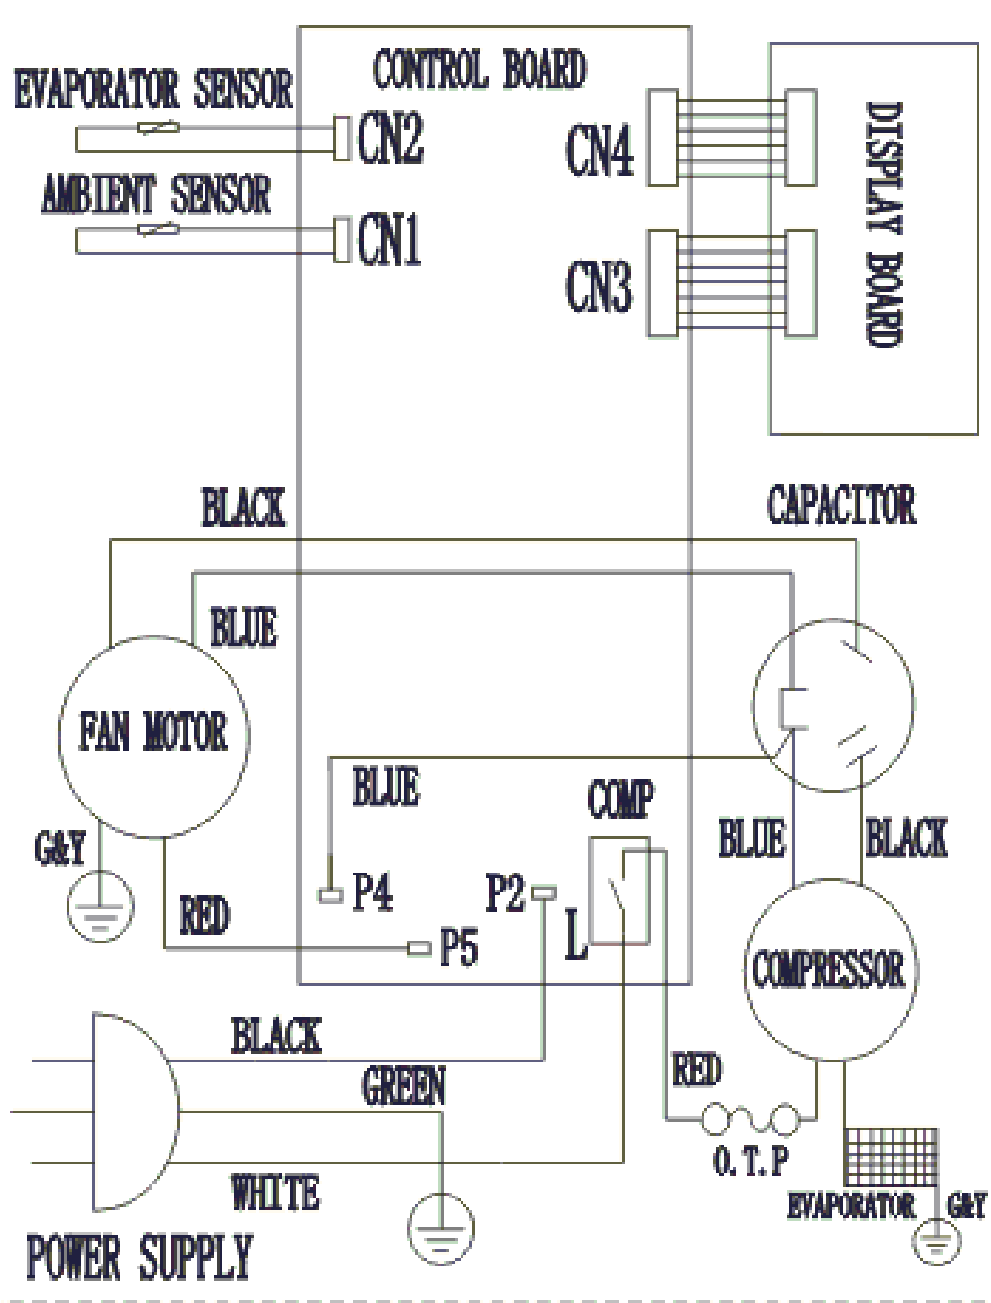 CONTROL BOARD
EVAPORATOR SENSOR
CN2
CN4
DISPLAY BOARD
AMBIENT SENSOR
CN1
CN3
BLACK
CAPACITOR
BLUE
FAN MOTOR
BLUE
COMP
BLUE
BLACK
G&Y
P4
P2
RED
L
P5
COMPRESSOR
BLACK
RED
GREEN
O.T.P
WHITE
EVAPORATOR
G&Y
POWER SUPPLY